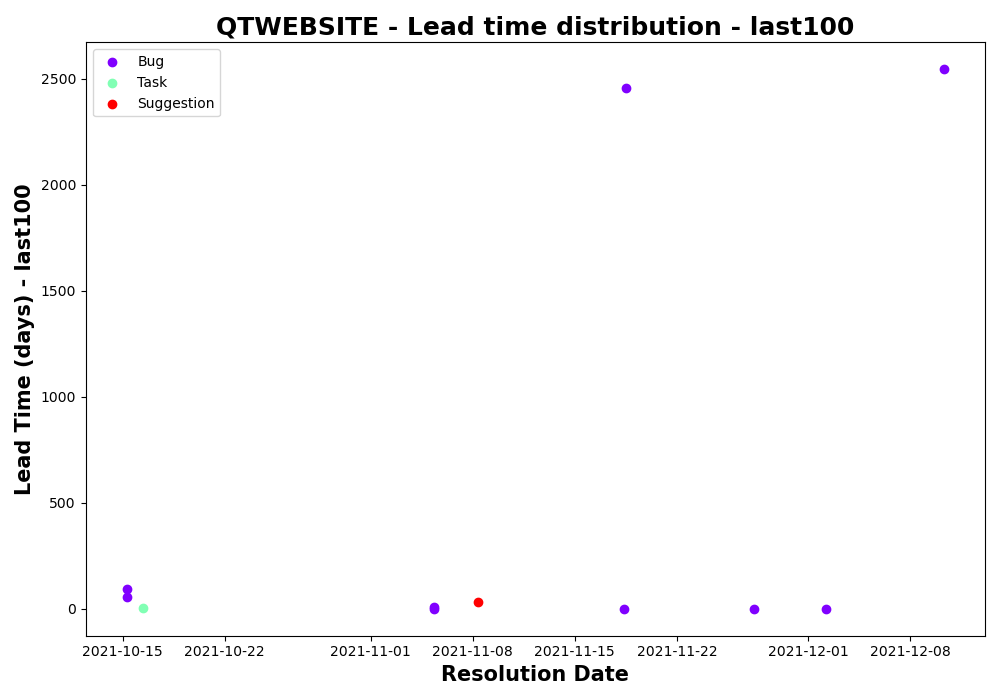 QTWEBSITE - Lead time distribution - last100
Bug
Task
Suggestion
Lead Time (days) - last100
2500
2000
1500
1000
500
0
2021-10-15 2021-10-22 2021-11-01 2021-11-08 2021-11-15 2021-11-22 2021-12-01 2021-12-08
Resolution Date